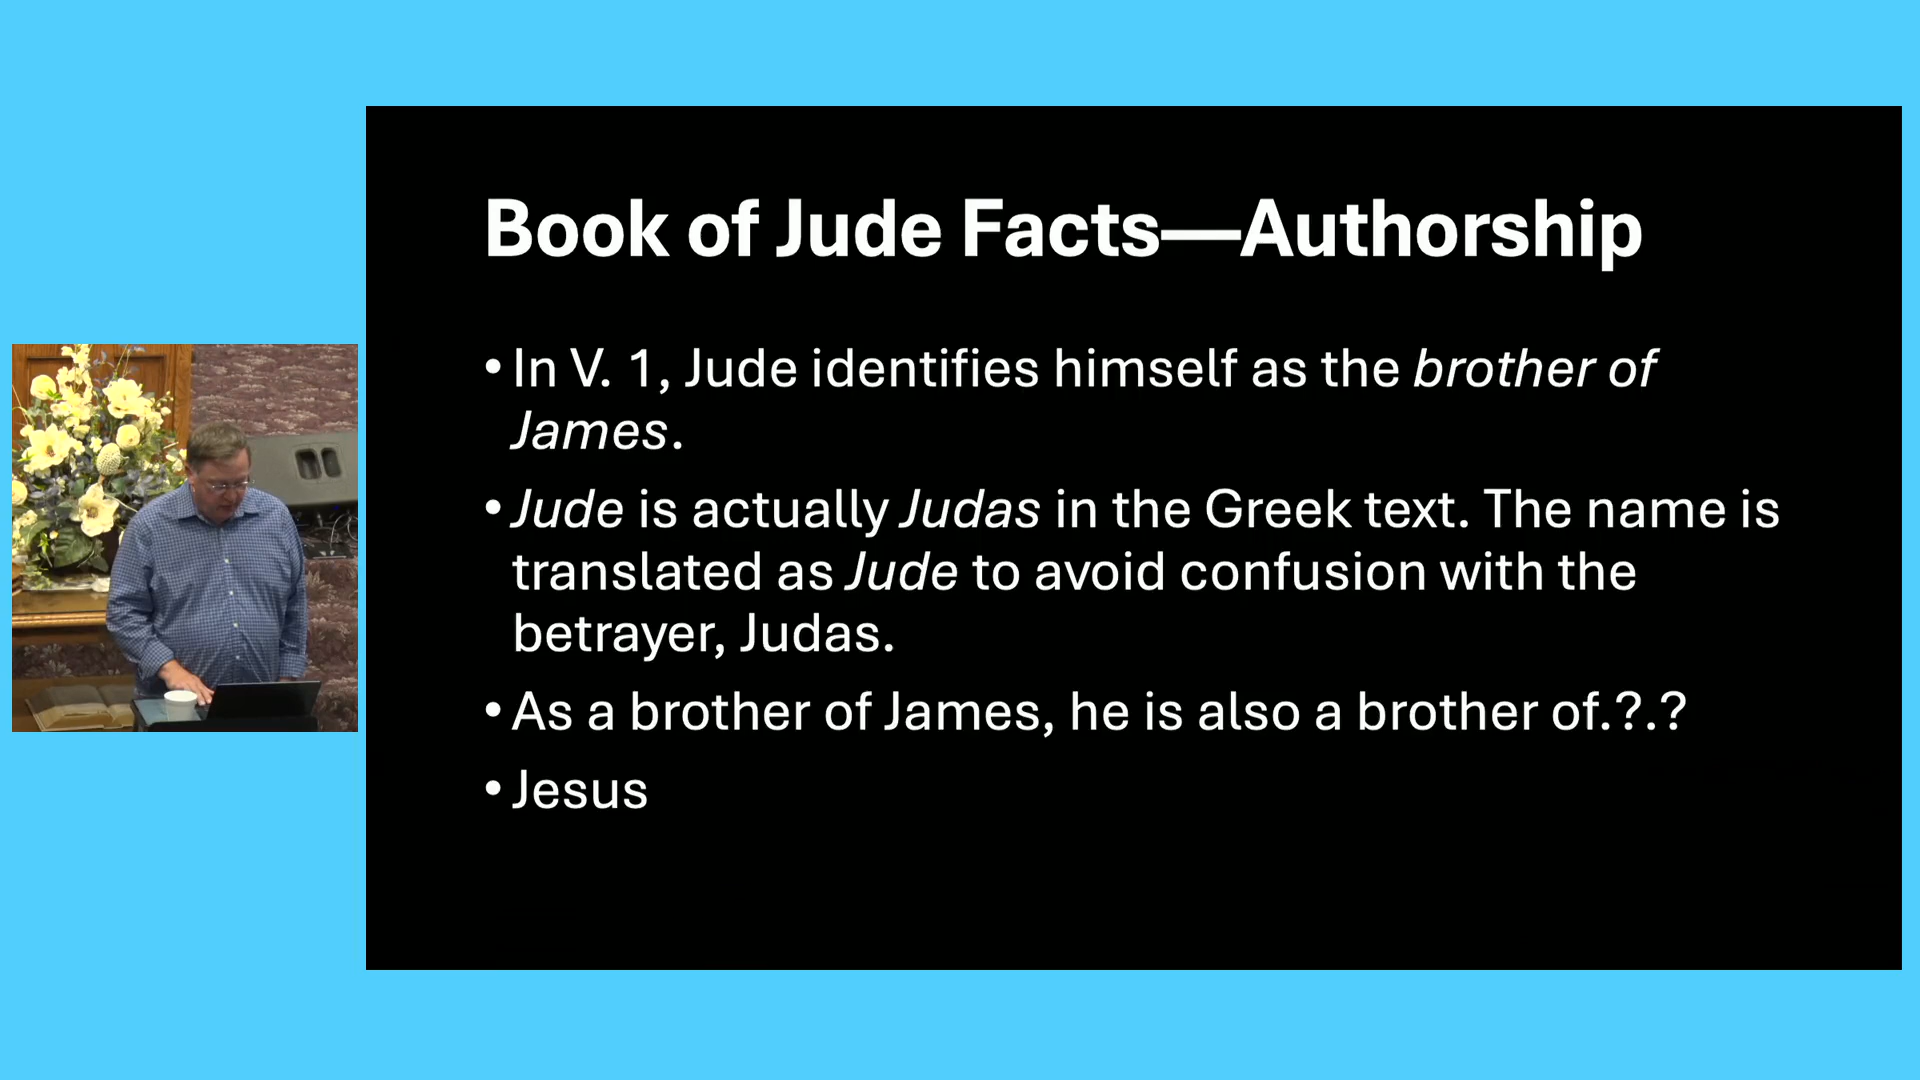 Book of Jude Facts—Authorship
• In V. 1, Jude identifies himself as the brother of
James.
• Jude is actually Judas in the Greek text. The name is
translated as Jude to avoid confusion with the
betrayer, Judas.
• As a brother of James, he is also a brother of.?.?
• Jesus